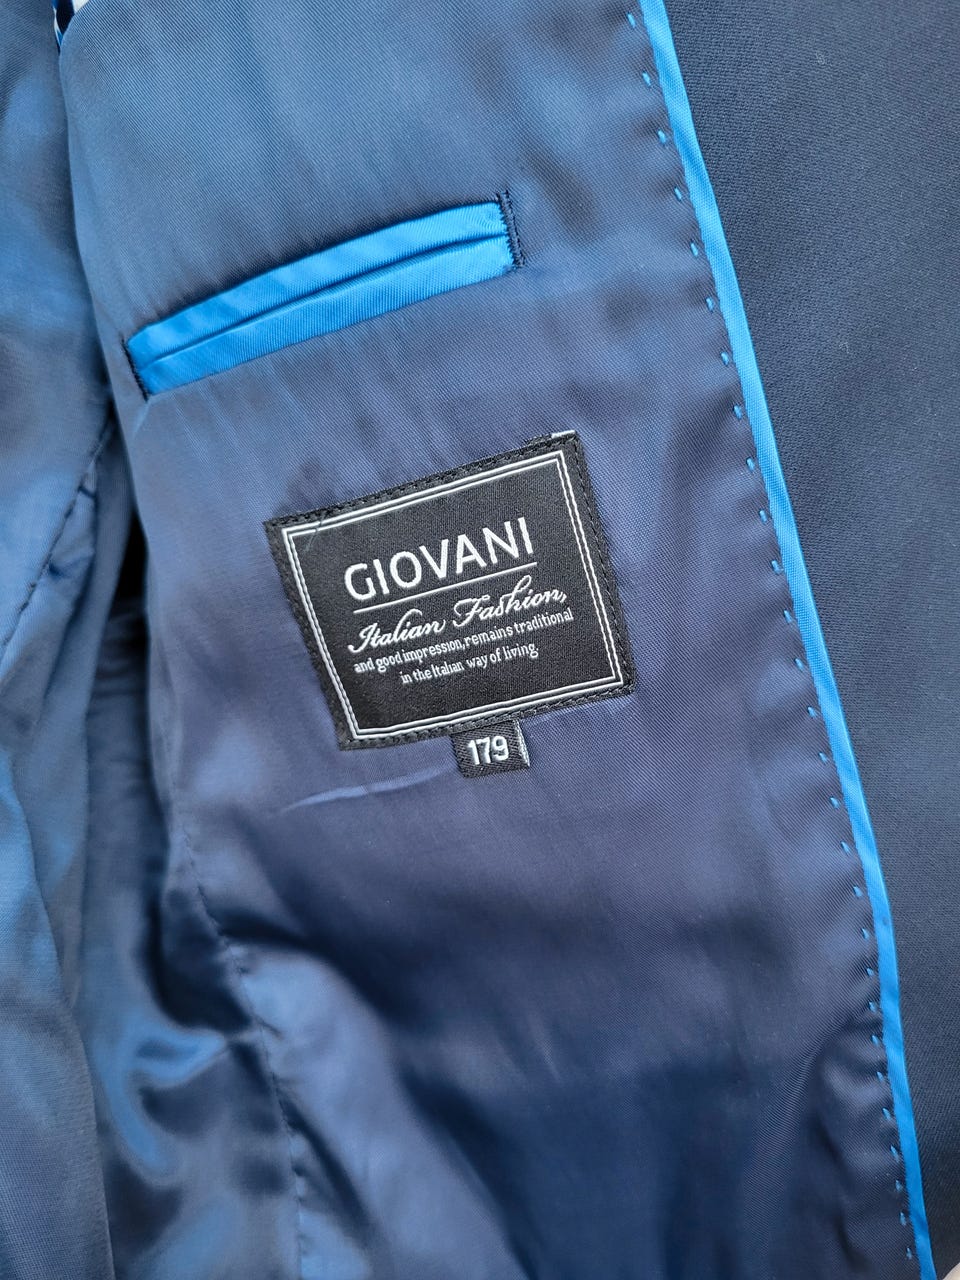 GIOVANI
Italian Fashion,
and good impression, remains traditional
in the Italian way of living.
179